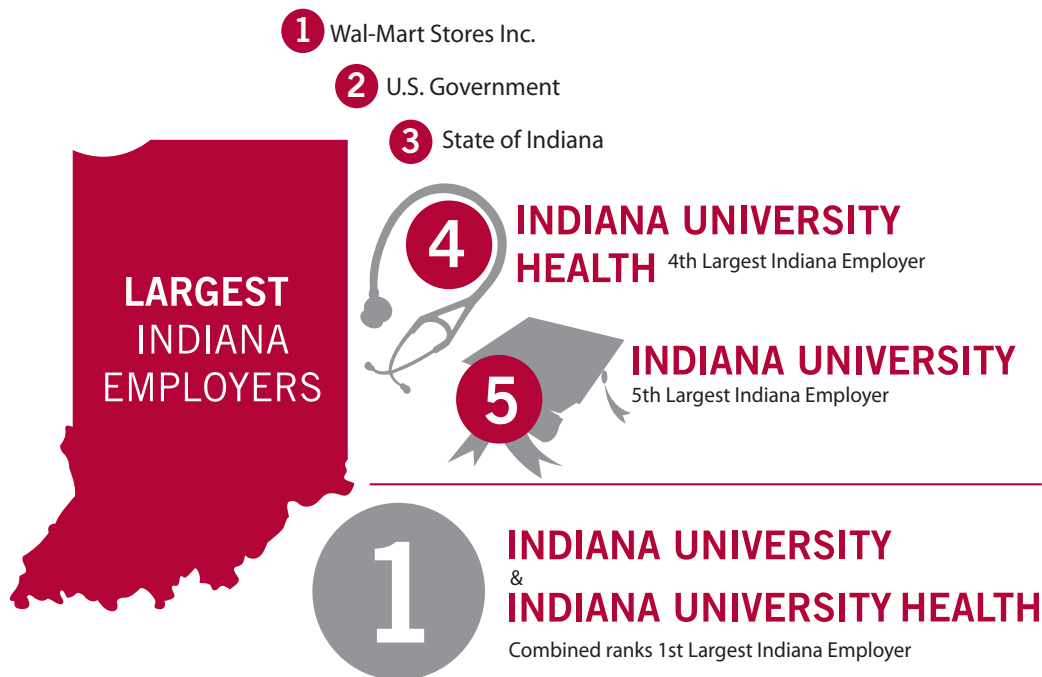 1 Wal-Mart Stores Inc.
2 U.S. Government
3 State of Indiana
LARGEST
INDIANA
EMPLOYERS
4
INDIANA UNIVERSITY
HEALTH 4th Largest Indiana Employer
5
INDIANA UNIVERSITY
5th Largest Indiana Employer
1
INDIANA UNIVERSITY
&
INDIANA UNIVERSITY HEALTH
Combined ranks 1st Largest Indiana Employer